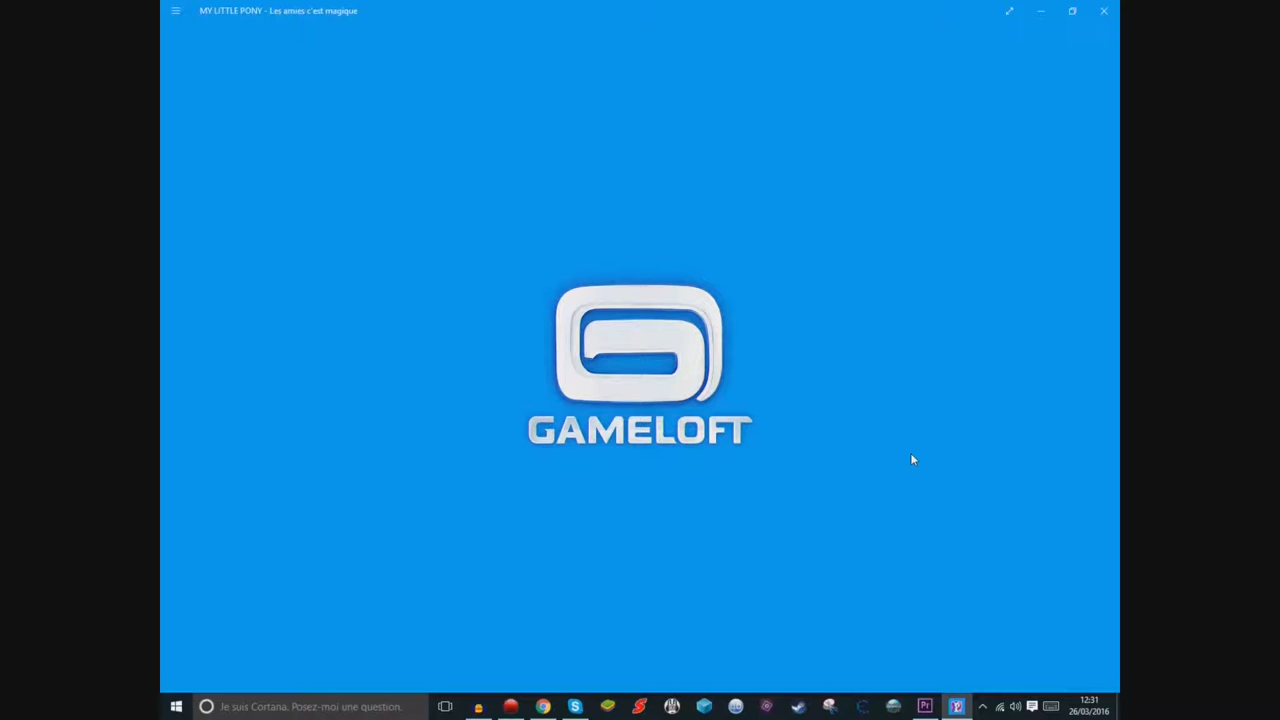 MY LITTLE PONY - Les amies c'est magique
GAMELOFT
Je suis Cortana. Posez-moi une question.
Pr
12:31
26/03/2016